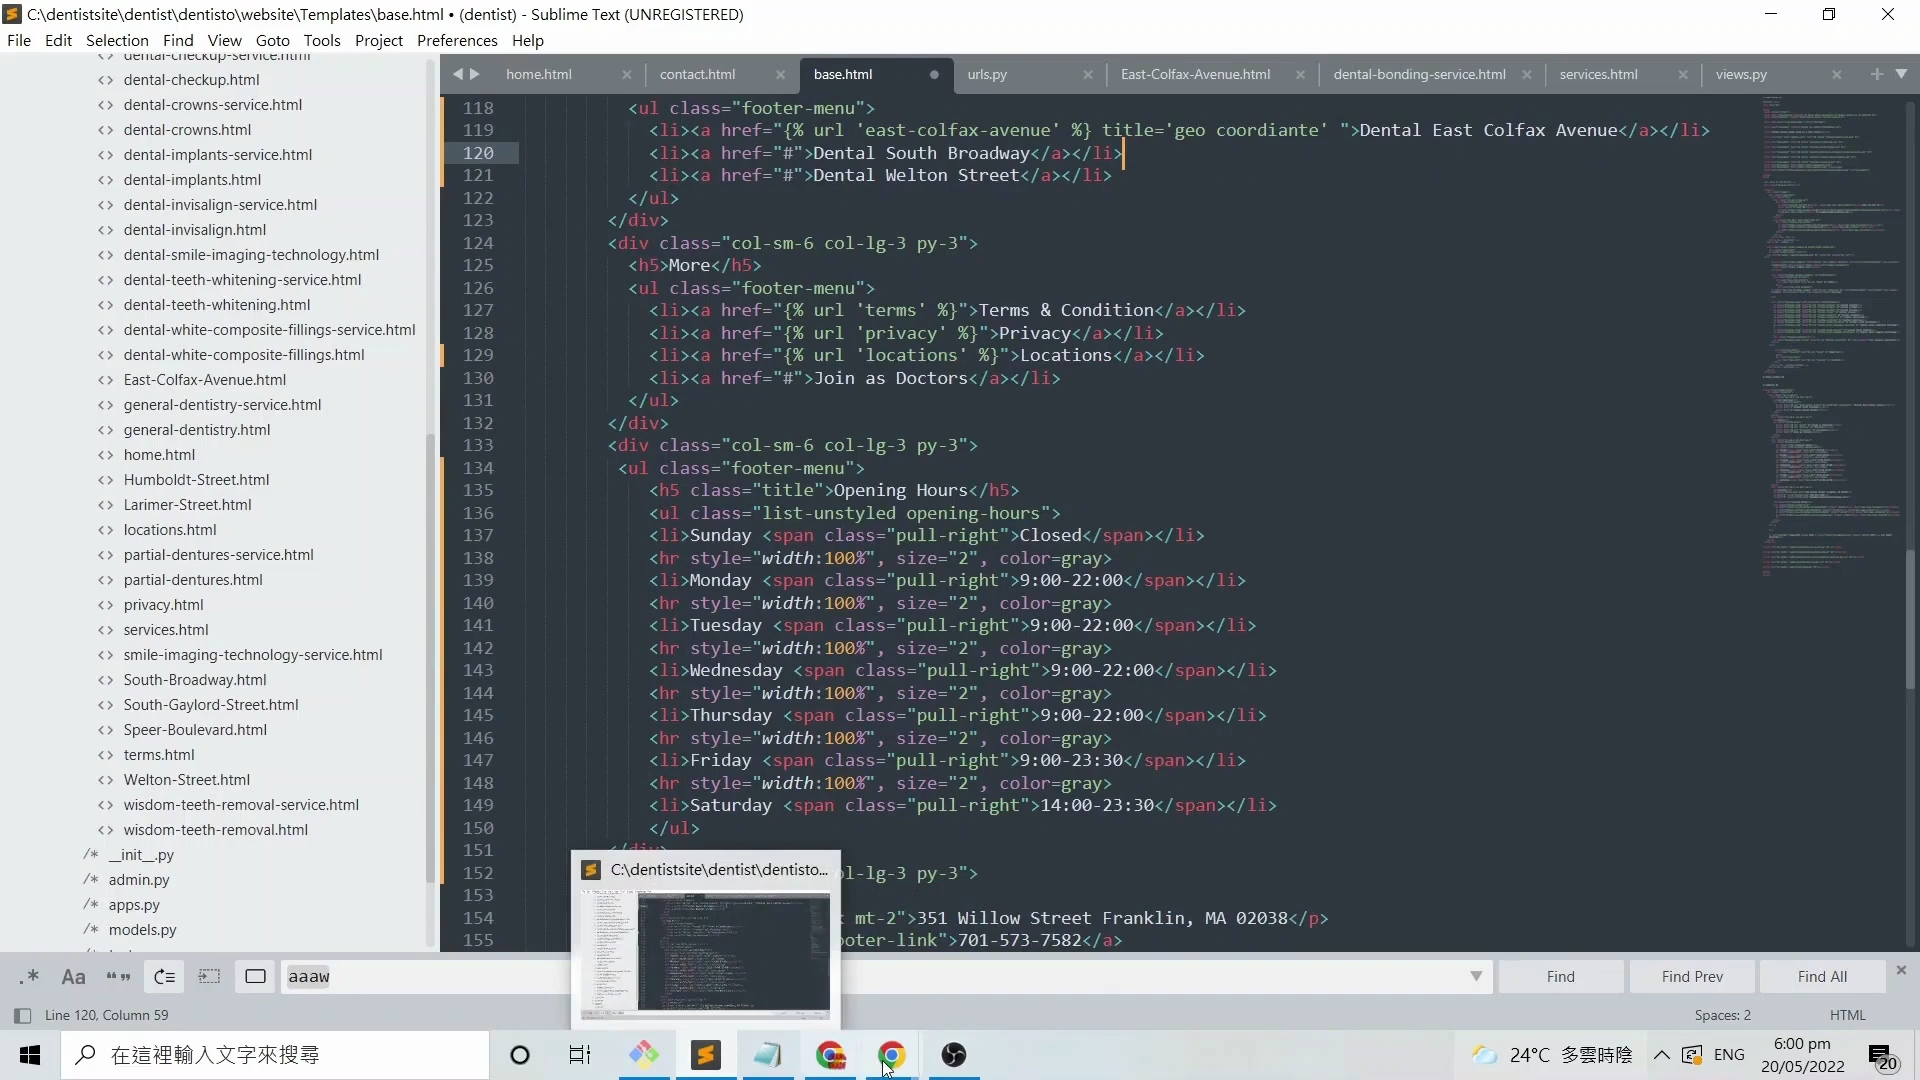 C:\dentistsite\dentist\dentisto\website\Templates\base.html • (dentist) - Sublime Text (UNREGISTERED)
File Edit Selection Find View Goto Tools Project Preferences Help
home.html contact.html base.html urls.py East-Colfax-Avenue.html dental-bonding-service.html services.html views.py
dental-checkup-service.html
dental-checkup.html
dental-crowns-service.html
dental-crowns.html
dental-implants-service.html
dental-implants.html
dental-invisalign-service.html
dental-invisalign.html
dental-smile-imaging-technology.html
dental-teeth-whitening-service.html
dental-teeth-whitening.html
dental-white-composite-fillings-service.html
dental-white-composite-fillings.html
East-Colfax-Avenue.html
general-dentistry-service.html
general-dentistry.html
home.html
Humboldt-Street.html
Larimer-Street.html
locations.html
partial-dentures-service.html
partial-dentures.html
privacy.html
services.html
smile-imaging-technology-service.html
South-Broadway.html
South-Gaylord-Street.html
Speer-Boulevard.html
terms.html
Welton-Street.html
wisdom-teeth-removal-service.html
wisdom-teeth-removal.html
/* __init__.py
/* admin.py
/* apps.py
/* models.py
118 <ul class="footer-menu">
119 <li><a href="{% url 'east-colfax-avenue' %} title='geo coordiante' ">Dental East Colfax Avenue</a></li>
120 <li><a href="#">Dental South Broadway</a></li>
121 <li><a href="#">Dental Welton Street</a></li>
122 </ul>
123 </div>
124 <div class="col-sm-6 col-lg-3 py-3">
125 <h5>More</h5>
126 <ul class="footer-menu">
127 <li><a href="{% url 'terms' %}">Terms & Condition</a></li>
128 <li><a href="{% url 'privacy' %}">Privacy</a></li>
129 <li><a href="{% url 'locations' %}">Locations</a></li>
130 <li><a href="#">Join as Doctors</a></li>
131 </ul>
132 </div>
133 <div class="col-sm-6 col-lg-3 py-3">
134 <ul class="footer-menu">
135 <h5 class="title">Opening Hours</h5>
136 <ul class="list-unstyled opening-hours">
137 <li>Sunday <span class="pull-right">Closed</span></li>
138 <hr style="width:100%", size="2", color=gray>
139 <li>Monday <span class="pull-right">9:00-22:00</span></li>
140 <hr style="width:100%", size="2", color=gray>
141 <li>Tuesday <span class="pull-right">9:00-22:00</span></li>
142 <hr style="width:100%", size="2", color=gray>
143 <li>Wednesday <span class="pull-right">9:00-22:00</span></li>
144 <hr style="width:100%", size="2", color=gray>
145 <li>Thursday <span class="pull-right">9:00-22:00</span></li>
146 <hr style="width:100%", size="2", color=gray>
147 <li>Friday <span class="pull-right">9:00-23:30</span></li>
148 <hr style="width:100%", size="2", color=gray>
149 <li>Saturday <span class="pull-right">14:00-23:30</span></li>
150 </ul>
151 </div>
152 ol-lg-3 py-3">
153
154 mt-2">351 Willow Street Franklin, MA 02038</p>
155 ooter-link">701-573-7582</a>
C:\dentistsite\dentist\dentisto...
.* Aa “” aaaw Find Find Prev Find All
Line 120, Column 59 Spaces: 2 HTML
在這裡輸入文字來搜尋 24°C 多雲時陰 ENG 6:00 pm
20/05/2022 20